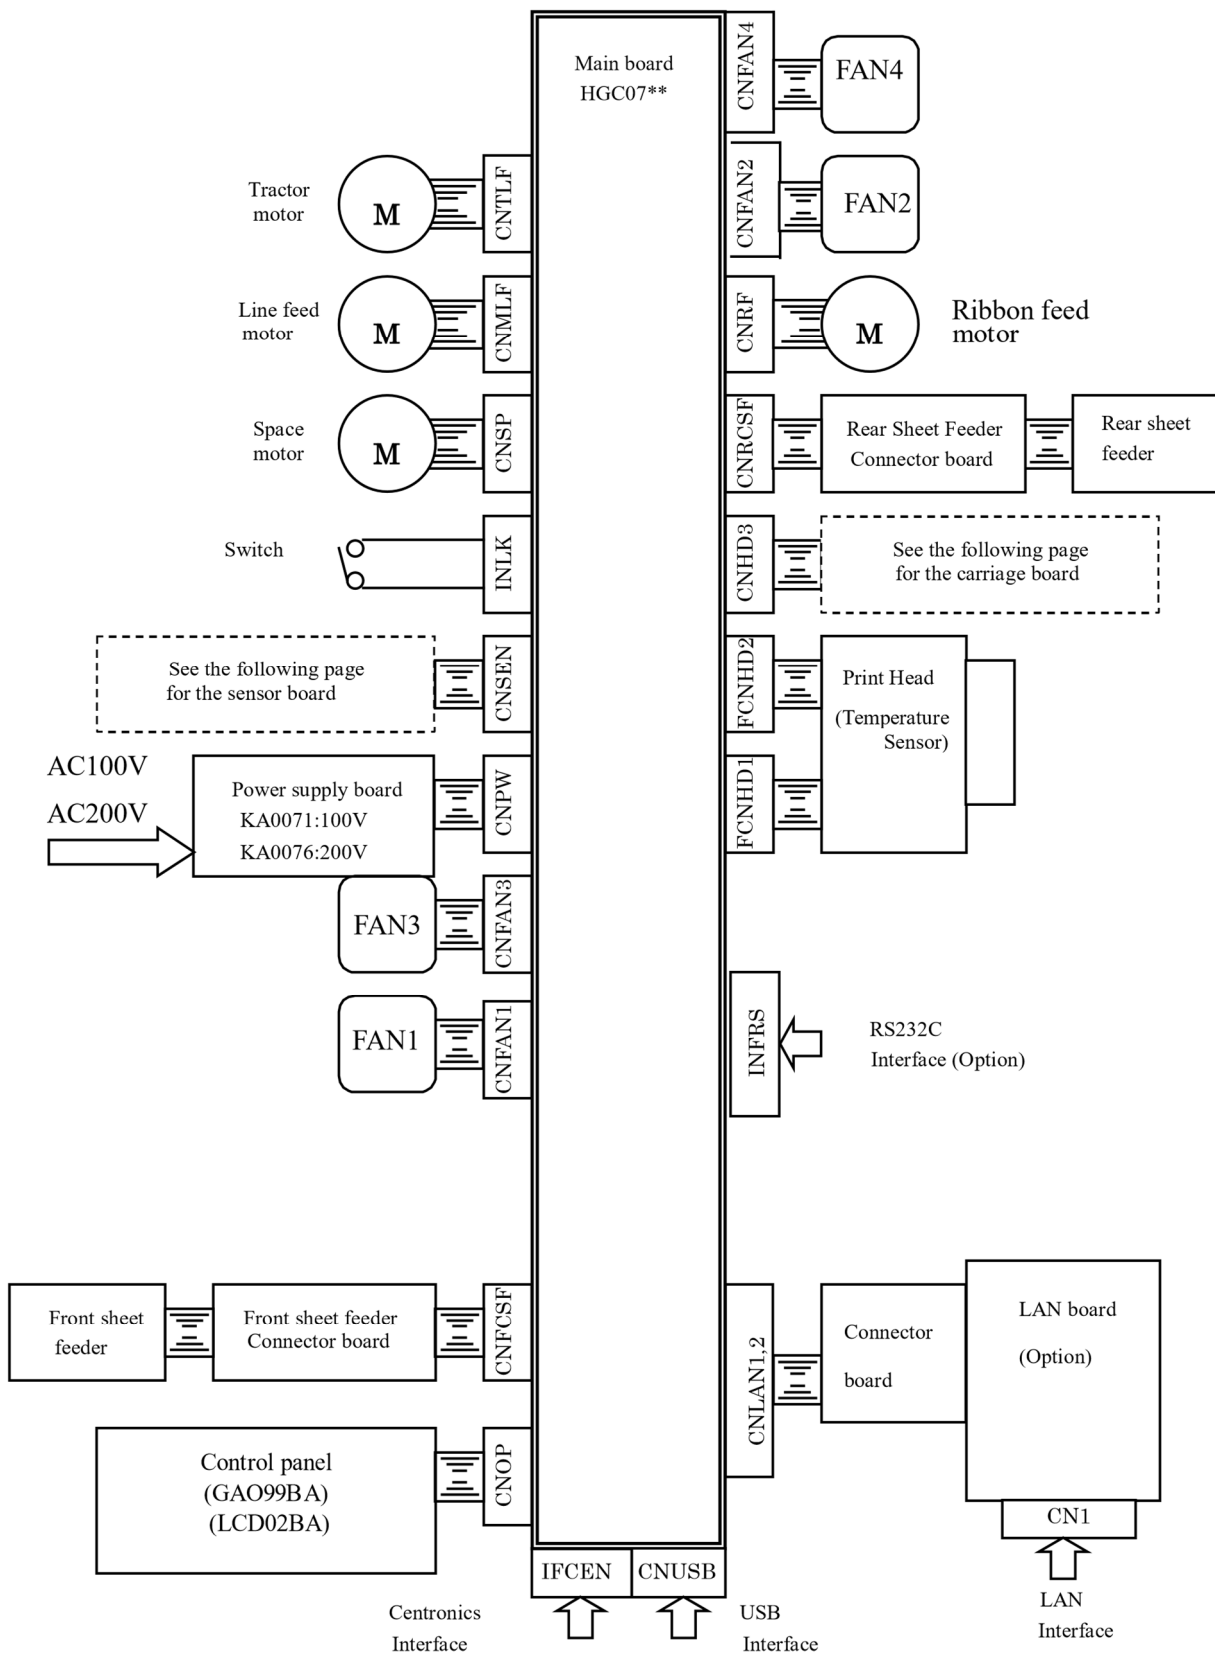 Main board
HGC07**
CNFAN4
FAN4
Tractor
motor
M
CNTLF
CNFAN2
FAN2
Line feed
motor
M
CNMLF
CNRF
M
Ribbon feed
motor
Space
motor
M
CNSP
CNRCSF
Rear Sheet Feeder
Connector board
Rear sheet
feeder
Switch
INLK
CNHD3
See the following page
for the carriage board
See the following page
for the sensor board
CNSEN
FCNHD2
Print Head
(Temperature
Sensor)
AC100V
AC200V
Power supply board
KA0071:100V
KA0076:200V
CNPW
FCNHD1
FAN3
CNFAN3
FAN1
CNFAN1
INFRS
RS232C
Interface (Option)
Front sheet
feeder
Front sheet feeder
Connector board
CNFCSF
CNLAN1,2
Connector
board
LAN board
(Option)
Control panel
(GAO99BA)
(LCD02BA)
CNOP
CN1
IFCEN
CNUSB
Centronics
Interface
USB
Interface
LAN
Interface